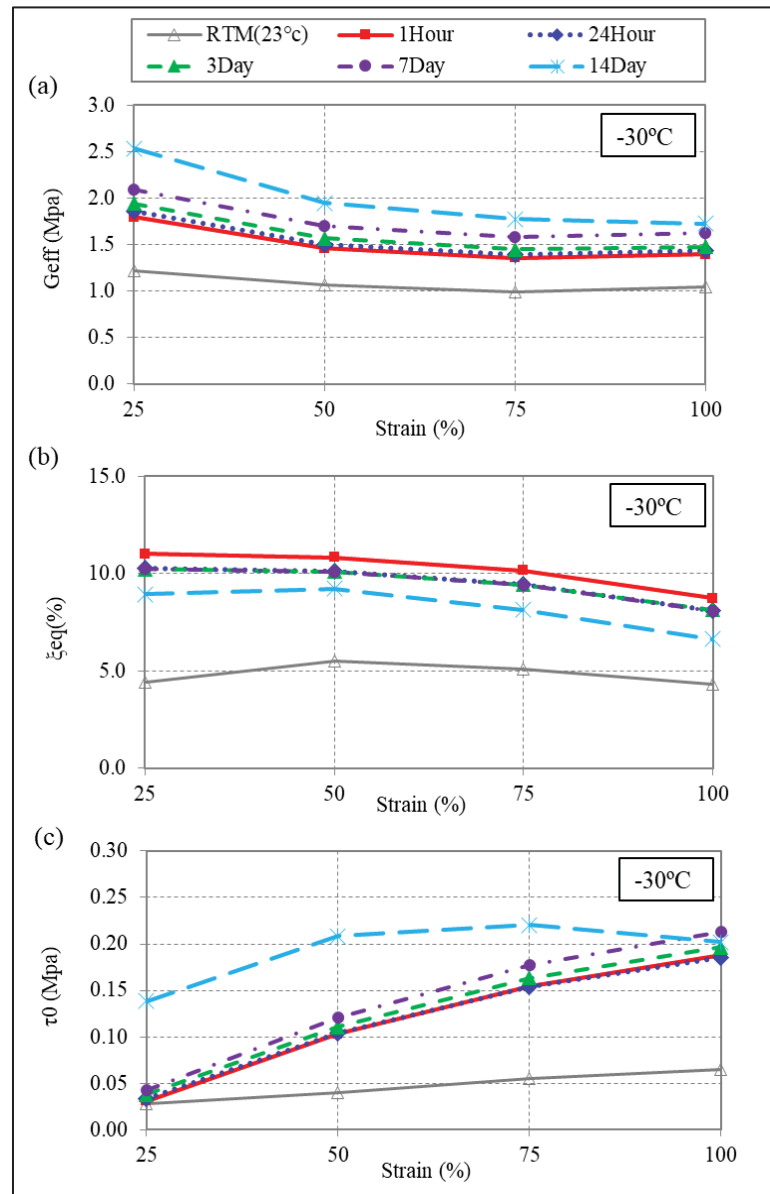 RTM(23°c) 1Hour 24Hour
3Day 7Day 14Day
(a)
-30ºC
3.0
2.5
2.0
1.5
1.0
0.5
0.0
Geff (Mpa)
25 50 75 100
Strain (%)
(b)
-30ºC
15.0
10.0
5.0
0.0
ξeq(%)
25 50 75 100
Strain (%)
(c)
-30ºC
0.30
0.25
0.20
0.15
0.10
0.05
0.00
τ0 (Mpa)
25 50 75 100
Strain (%)